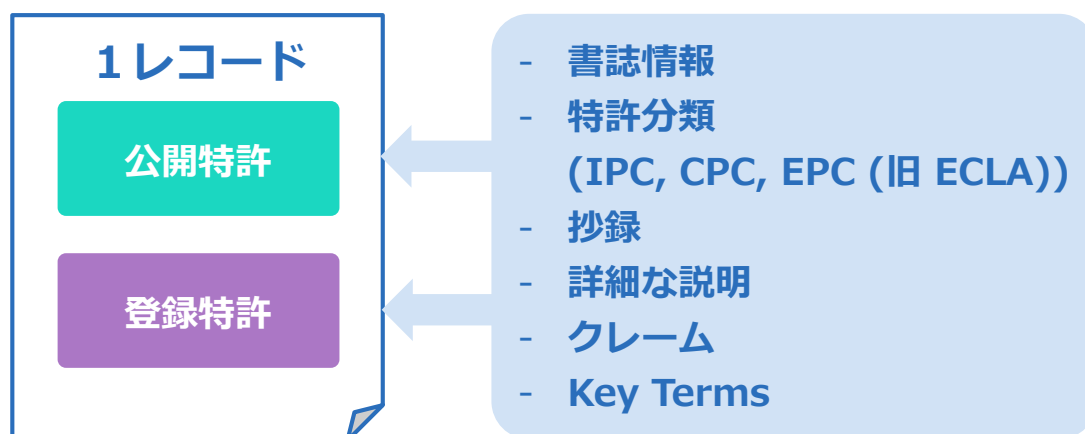 1レコード
公開特許
登録特許
- 書誌情報
- 特許分類
(IPC, CPC, EPC (旧 ECLA))
- 抄録
- 詳細な説明
- クレーム
- Key Terms